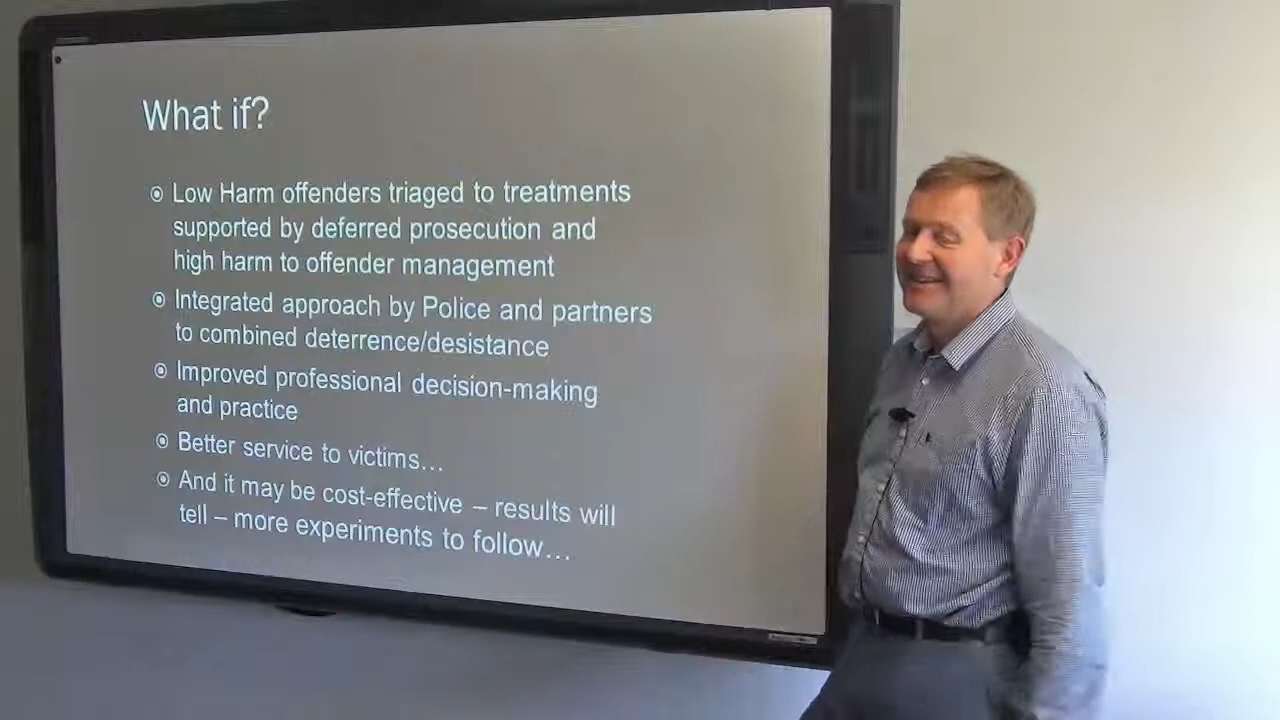 What if?
Low Harm offenders triaged to treatments
supported by deferred prosecution and
high harm to offender management
Integrated approach by Police and partners
to combined deterrence/desistance
Improved professional decision-making
and practice
Better service to victims…
And it may be cost-effective – results will
tell – more experiments to follow…